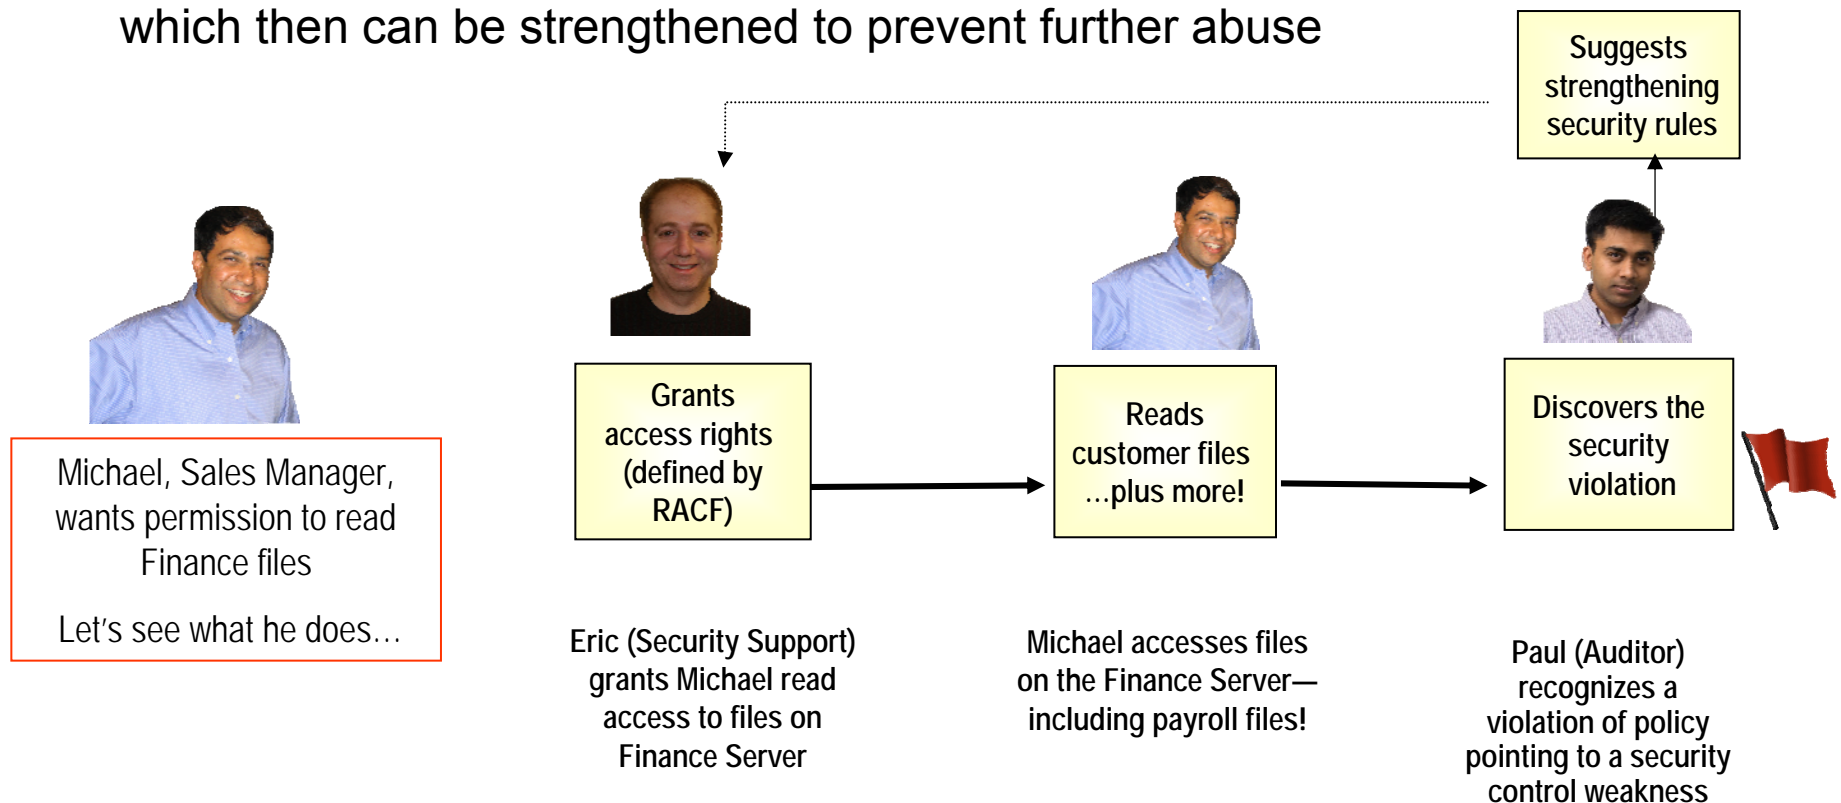 which then can be strengthened to prevent further abuse
Suggests
strengthening
security rules
Michael, Sales Manager,
wants permission to read
Finance files
Let's see what he does…
Grants
access rights
(defined by
RACF)
Eric (Security Support)
grants Michael read
access to files on
Finance Server
Reads
customer files
…plus more!
Michael accesses files
on the Finance Server—
including payroll files!
Discovers the
security
violation
Paul (Auditor)
recognizes a
violation of policy
pointing to a security
control weakness